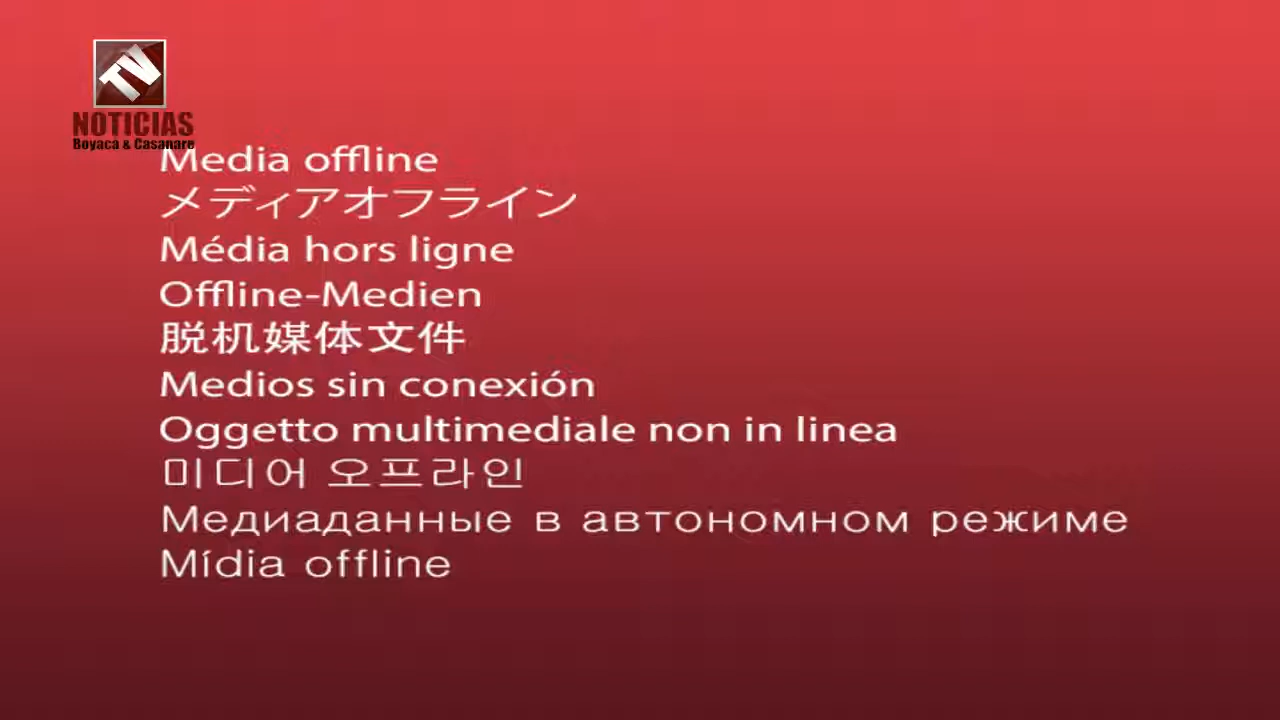 TV
NOTICIAS
Boyacá & Casanare
Media offline
メディアオフライン
Média hors ligne
Offline-Medien
脱机媒体文件
Medios sin conexión
Oggetto multimediale non in linea
미디어 오프라인
Медиаданные в автономном режиме
Mídia offline